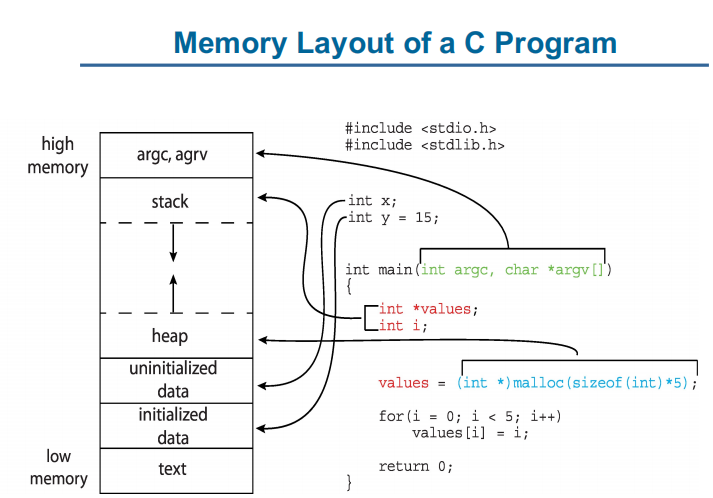 Memory Layout of a C Program
high
memory
argc, agrv
stack
heap
uninitialized
data
initialized
data
low
memory
text
#include <stdio.h>
#include <stdlib.h>
int x;
int y = 15;
int main(int argc, char *argv[])
{
int *values;
int i;
values = (int *)malloc(sizeof(int)*5);
for(i = 0; i < 5; i++)
values[i] = i;
return 0;
}